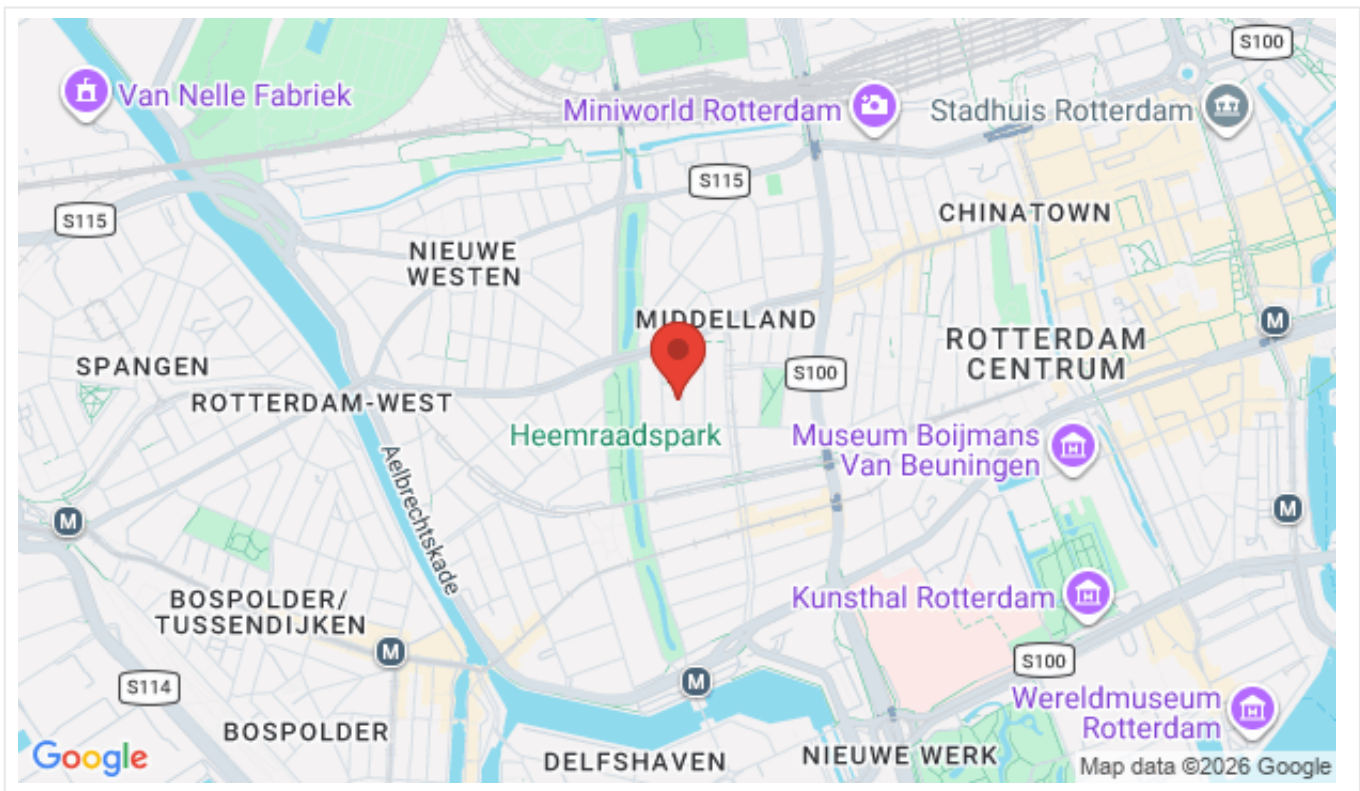 S100
Van Nelle Fabriek
Miniworld Rotterdam
Stadhuis Rotterdam
S115
S115
CHINATOWN
NIEUWE
WESTEN
MIDDELLAND
M
ROTTERDAM
CENTRUM
SPANGEN
S100
ROTTERDAM-WEST
Heemraadspark
Museum Boijmans
Van Beuningen
Aelbrechtskade
M
M
BOSPOLDER/
TUSSENDIJKEN
Kunsthal Rotterdam
M
S100
M
S114
Wereldmuseum
Rotterdam
BOSPOLDER
DELFSHAVEN
NIEUWE WERK
Google
Map data ©2026 Google